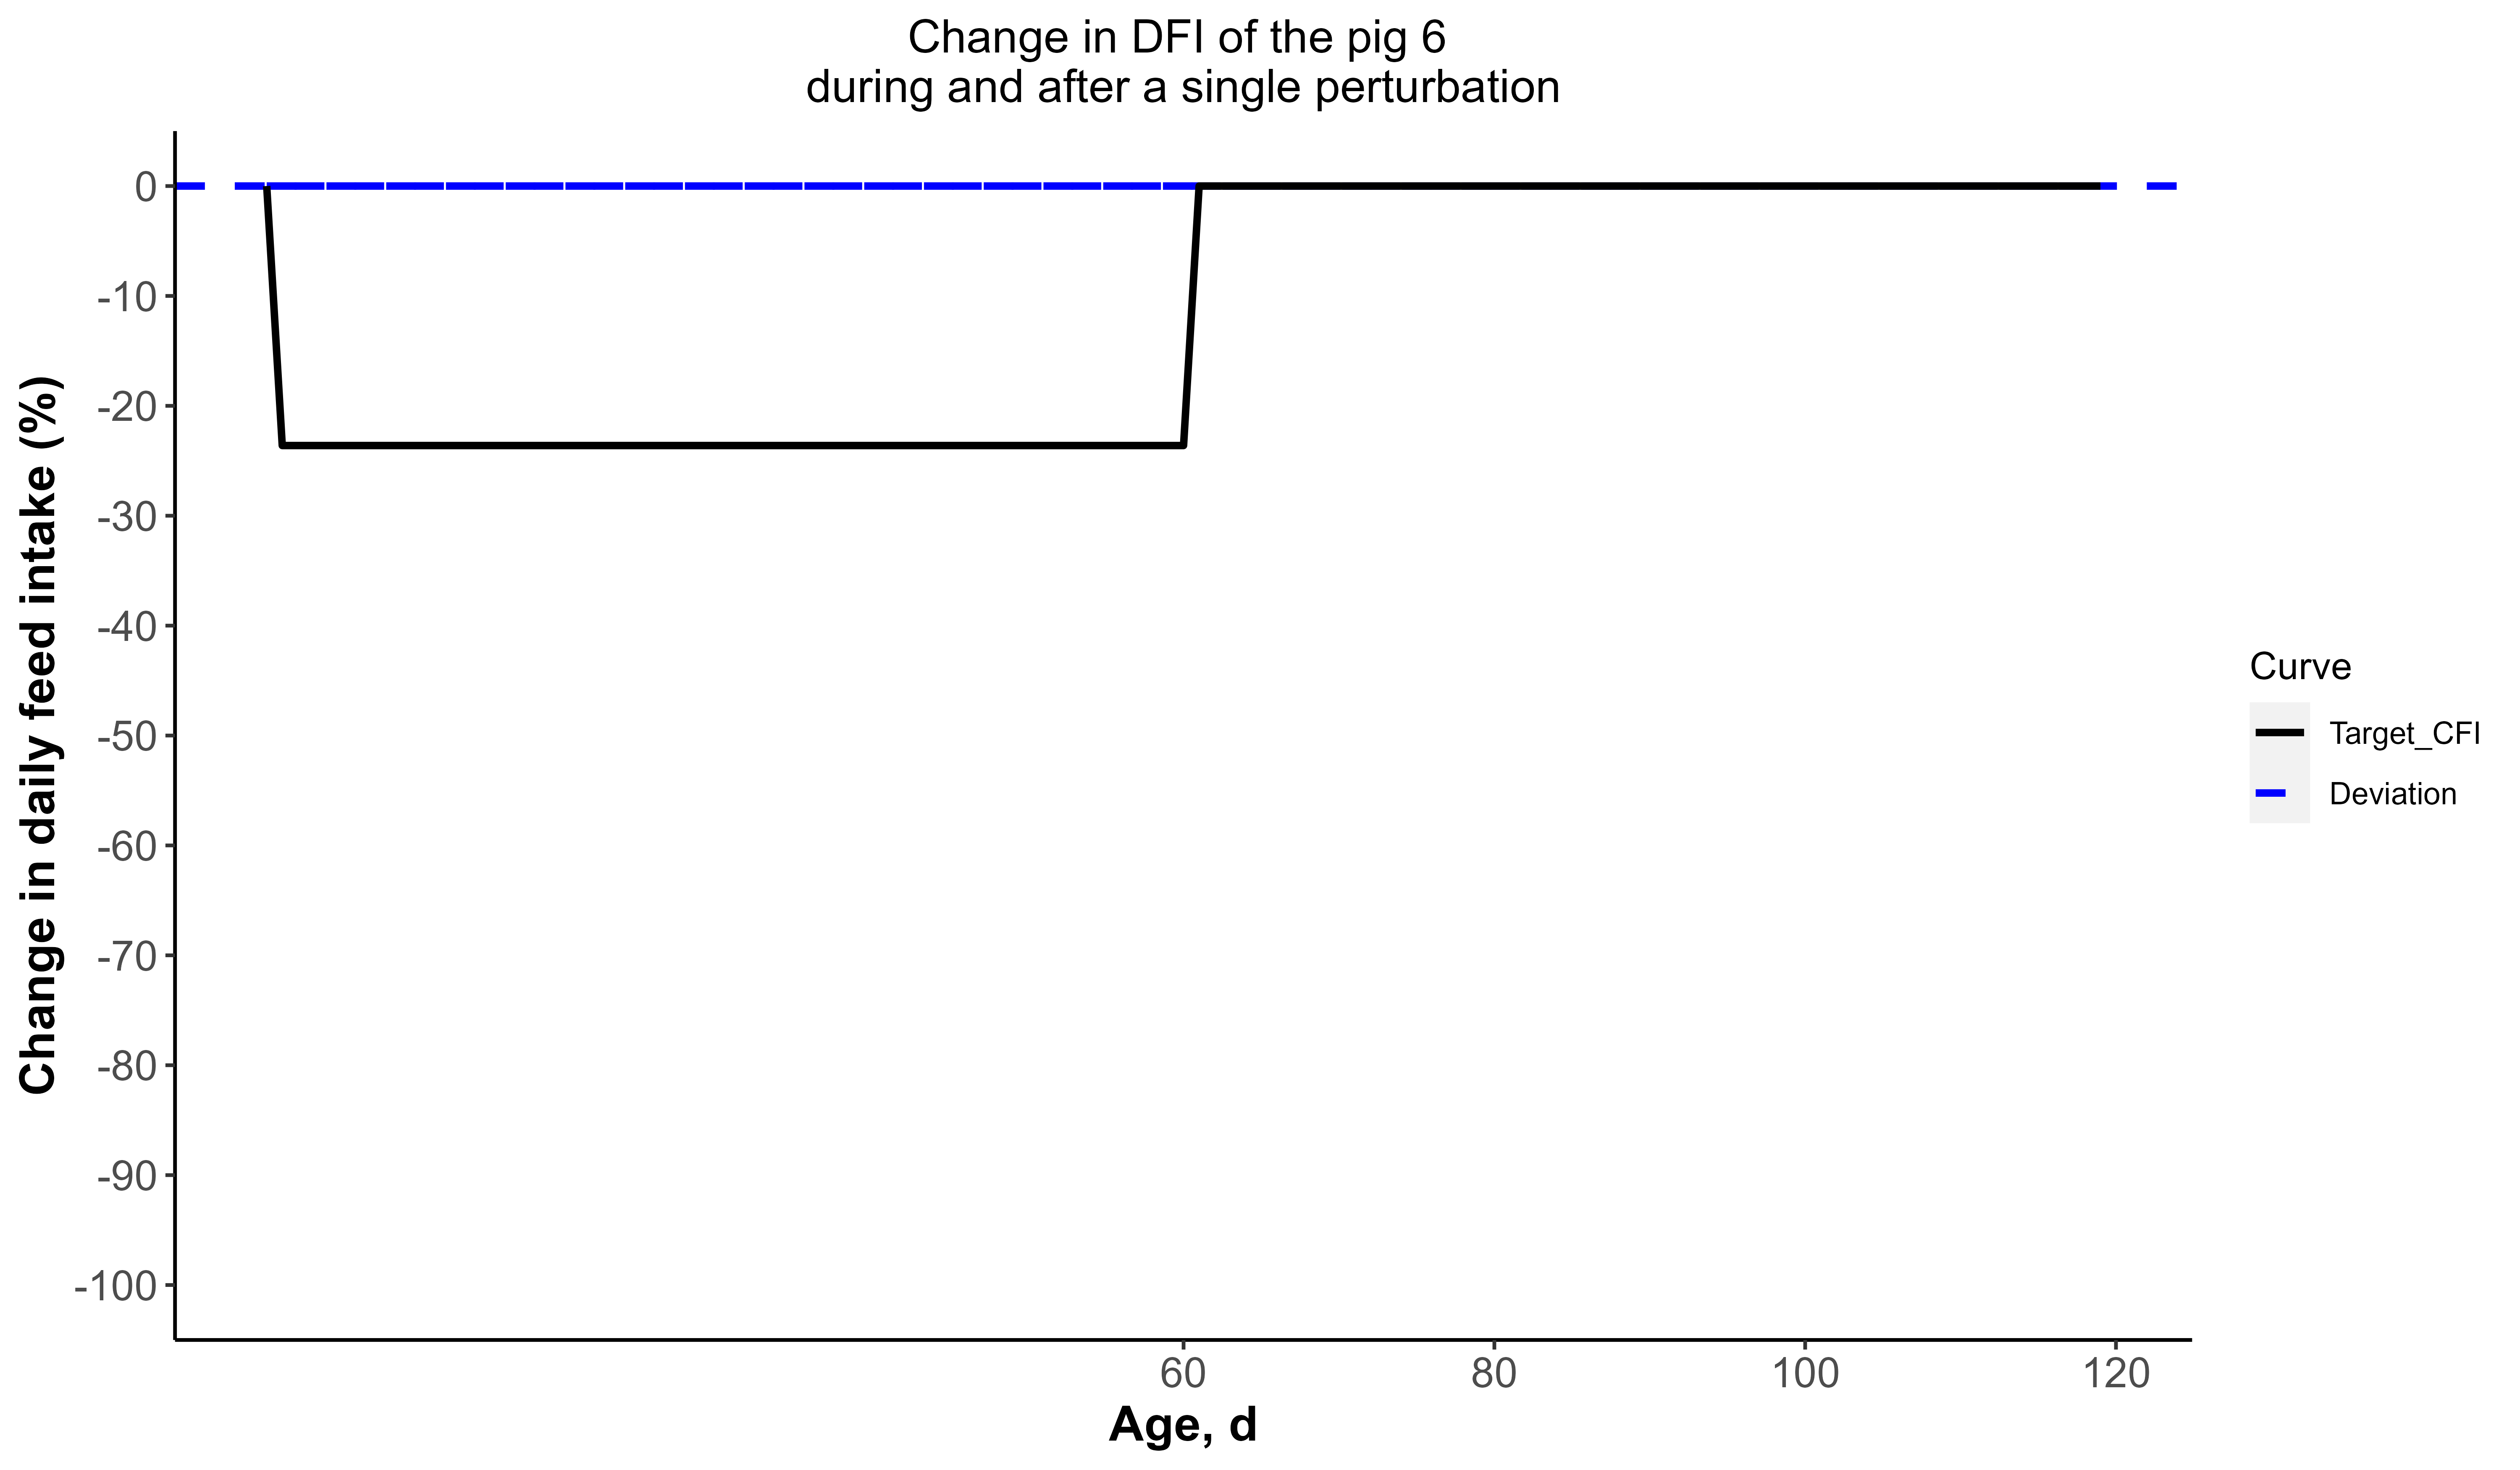 Change in DFI of the pig 6
during and after a single perturbation
Change in daily feed intake (%)
0
-10
-20
-30
-40
-50
-60
-70
-80
-90
-100
60
80
100
120
Age, d
Curve
Target_CFI
Deviation